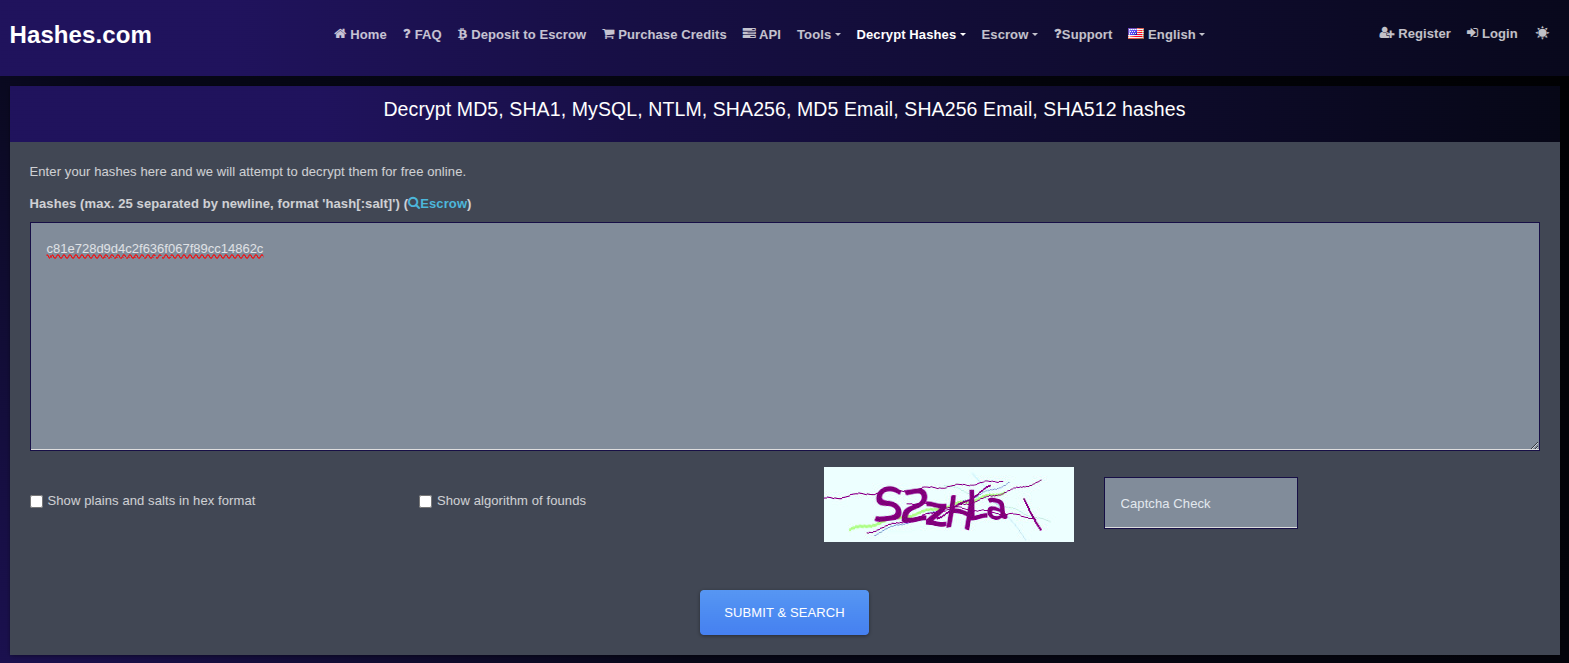 Hashes.com
Home ? FAQ Deposit to Escrow Purchase Credits API Tools Decrypt Hashes Escrow ?Support English Register Login
Decrypt MD5, SHA1, MySQL, NTLM, SHA256, MD5 Email, SHA256 Email, SHA512 hashes
Enter your hashes here and we will attempt to decrypt them for free online.
Hashes (max. 25 separated by newline, format 'hash[:salt]') (Escrow)
c81e728d9d4c2f636f067f89cc14862c
Show plains and salts in hex format
Show algorithm of founds
Captcha Check
SUBMIT & SEARCH